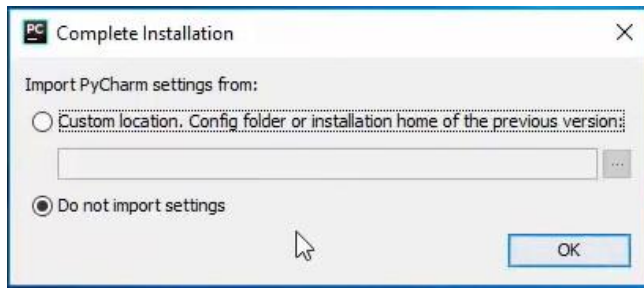 PC Complete Installation
Import PyCharm settings from:
Custom location. Config folder or installation home of the previous version:
...
Do not import settings
OK